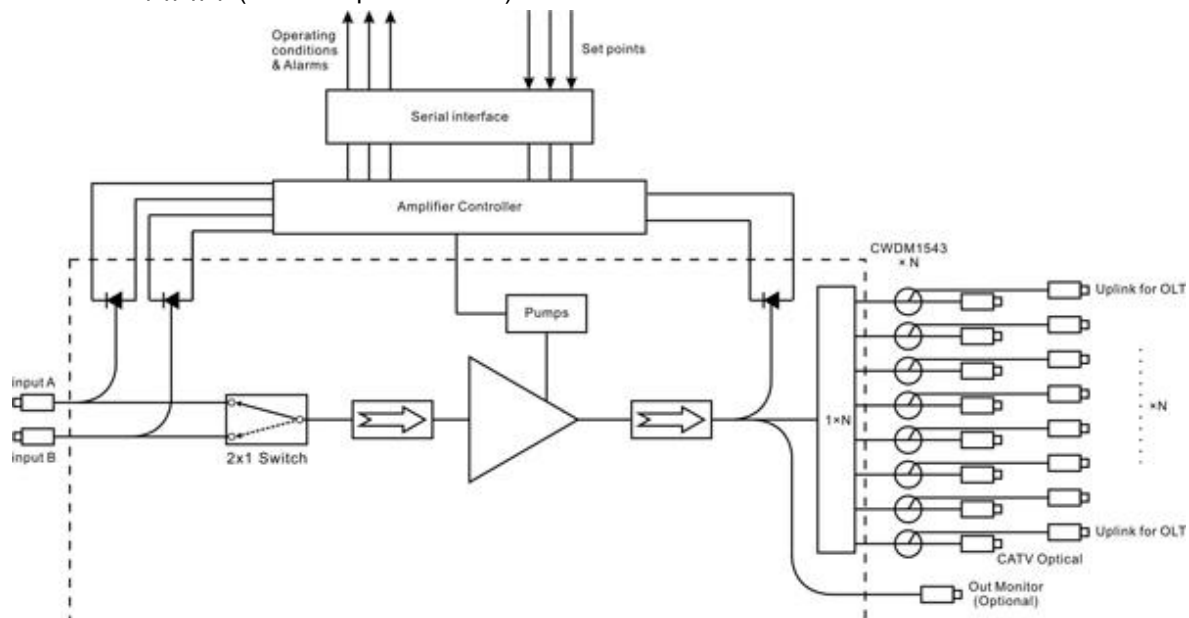 Operating
conditions
& Alarms
Set points
Serial interface
Amplifier Controller
CWDM1543
× N
Pumps
Uplink for OLT
input A
1×N
×N
input B
2x1 Switch
Uplink for OLT
CATV Optical
Out Monitor
(Optional)